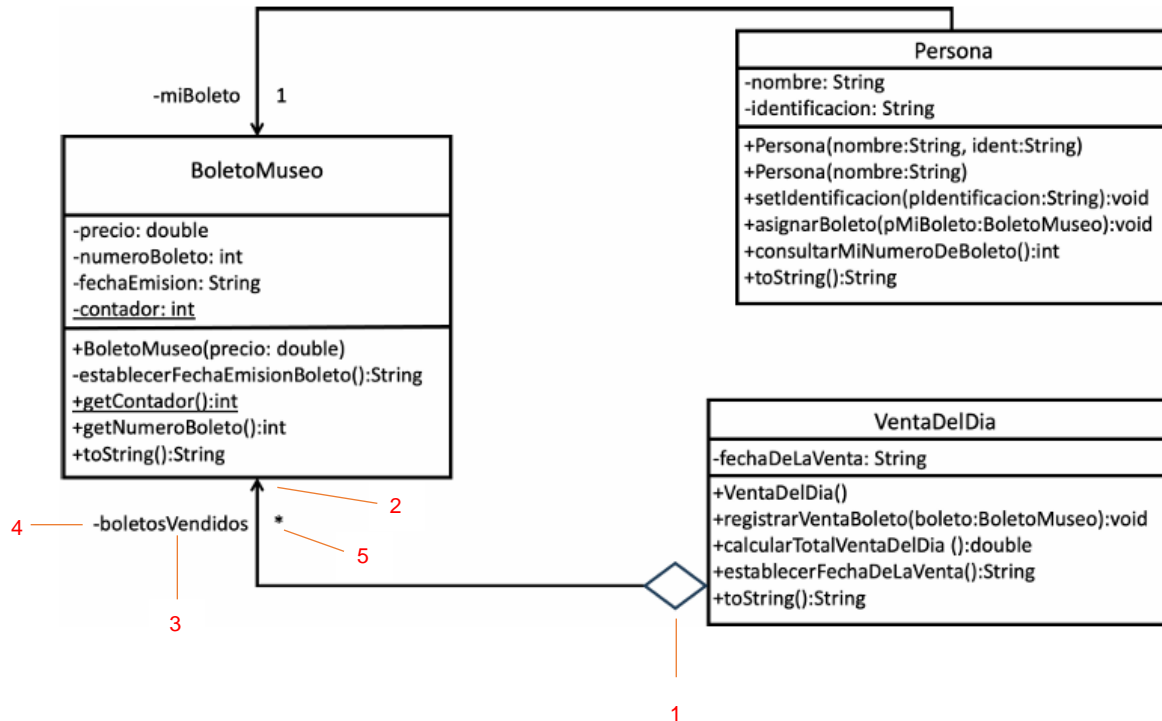 Persona
-nombre: String
-identificacion: String
+Persona(nombre:String, ident:String)
+Persona(nombre:String)
+setIdentificacion(pIdentificacion:String):void
+asignarBoleto(pMiBoleto:BoletoMuseo):void
+consultarMiNumeroDeBoleto():int
+toString():String
-miBoleto 1
BoletoMuseo
-precio: double
-numeroBoleto: int
-fechaEmision: String
-contador: int
+BoletoMuseo(precio: double)
-establecerFechaEmisionBoleto():String
+getContador():int
+getNumeroBoleto():int
+toString():String
VentaDelDia
-fechaDeLaVenta: String
+VentaDelDia()
+registrarVentaBoleto(boleto:BoletoMuseo):void
+calcularTotalVentaDelDia ():double
+establecerFechaDeLaVenta():String
+toString():String
2
4 -boletosVendidos *
5
3
1